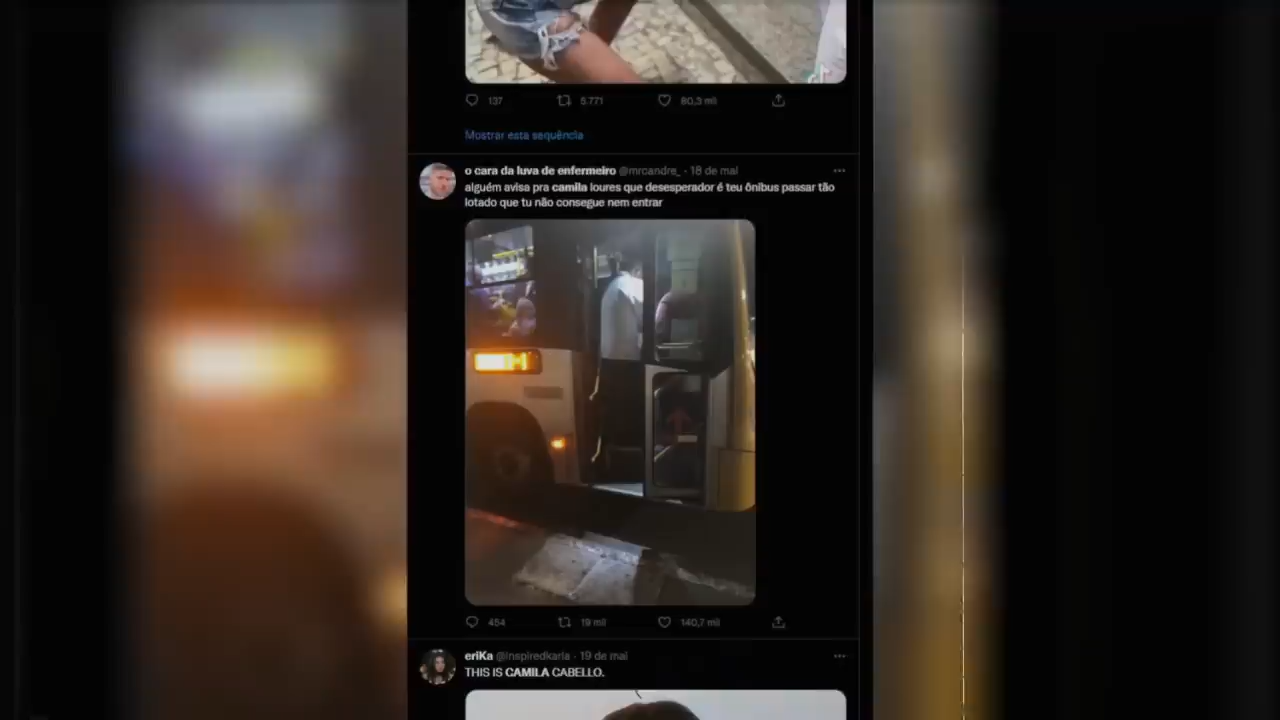 137 5.771 80,3 mil
Mostrar esta sequência
o cara da luva de enfermeiro @mrcandre_ · 18 de mai
alguém avisa pra camila loures que desesperador é teu ônibus passar tão
lotado que tu não consegue nem entrar
454 19 mil 140,7 mil
eriKa @inspiredkarla · 19 de mai
THIS IS CAMILA CABELLO.